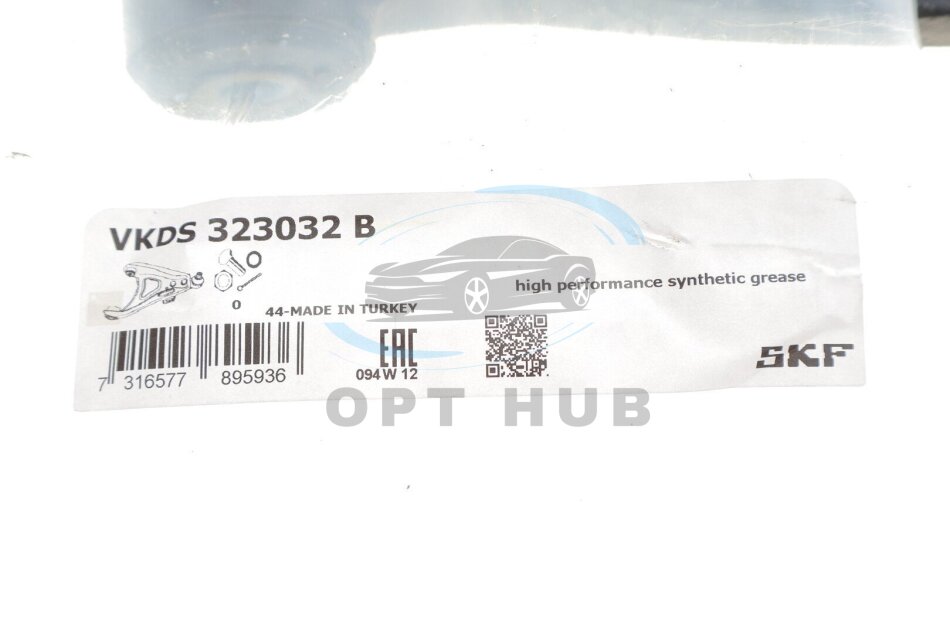 VKDS 323032 B
high performance synthetic grease
0
44-MADE IN TURKEY
EAC
094 W 12
SKF
7 316577 895936
OPT HUB